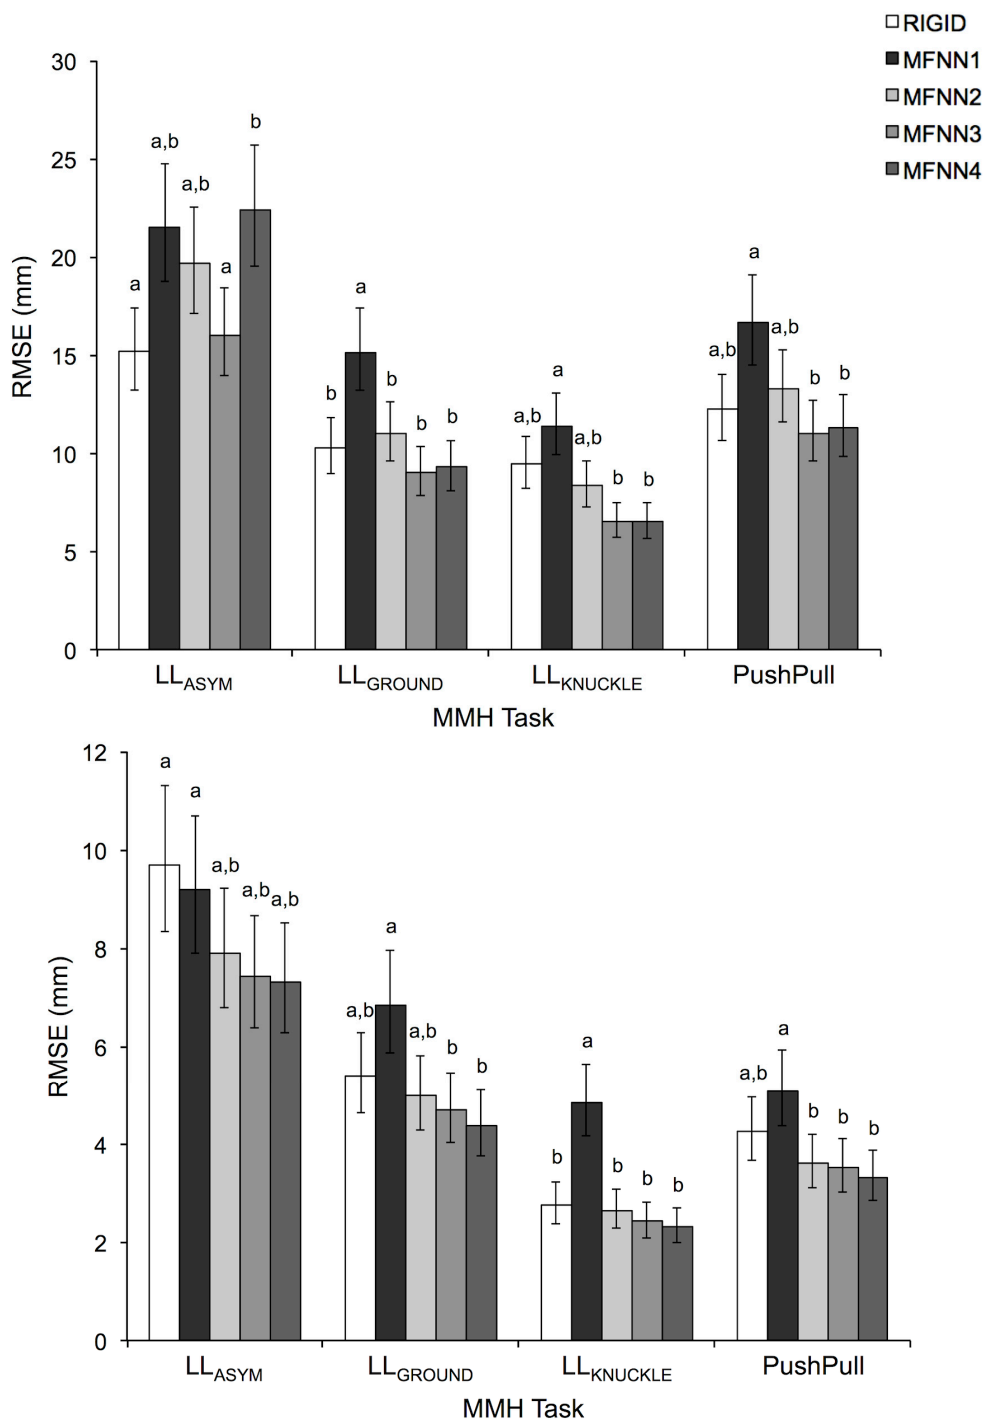 RIGID
MFNN1
MFNN2
MFNN3
MFNN4
30
25
20
15
10
5
0
RMSE (mm)
a a,b a,b a b
b a b b b
a,b a a,b b b
a,b a a,b b b
LLASYM LLGROUND LLKNUCKLE PushPull
MMH Task
12
10
8
6
4
2
0
RMSE (mm)
a a a,b a,b a,b
a,b a a,b b b
b a b b b
a,b a b b b
LLASYM LLGROUND LLKNUCKLE PushPull
MMH Task